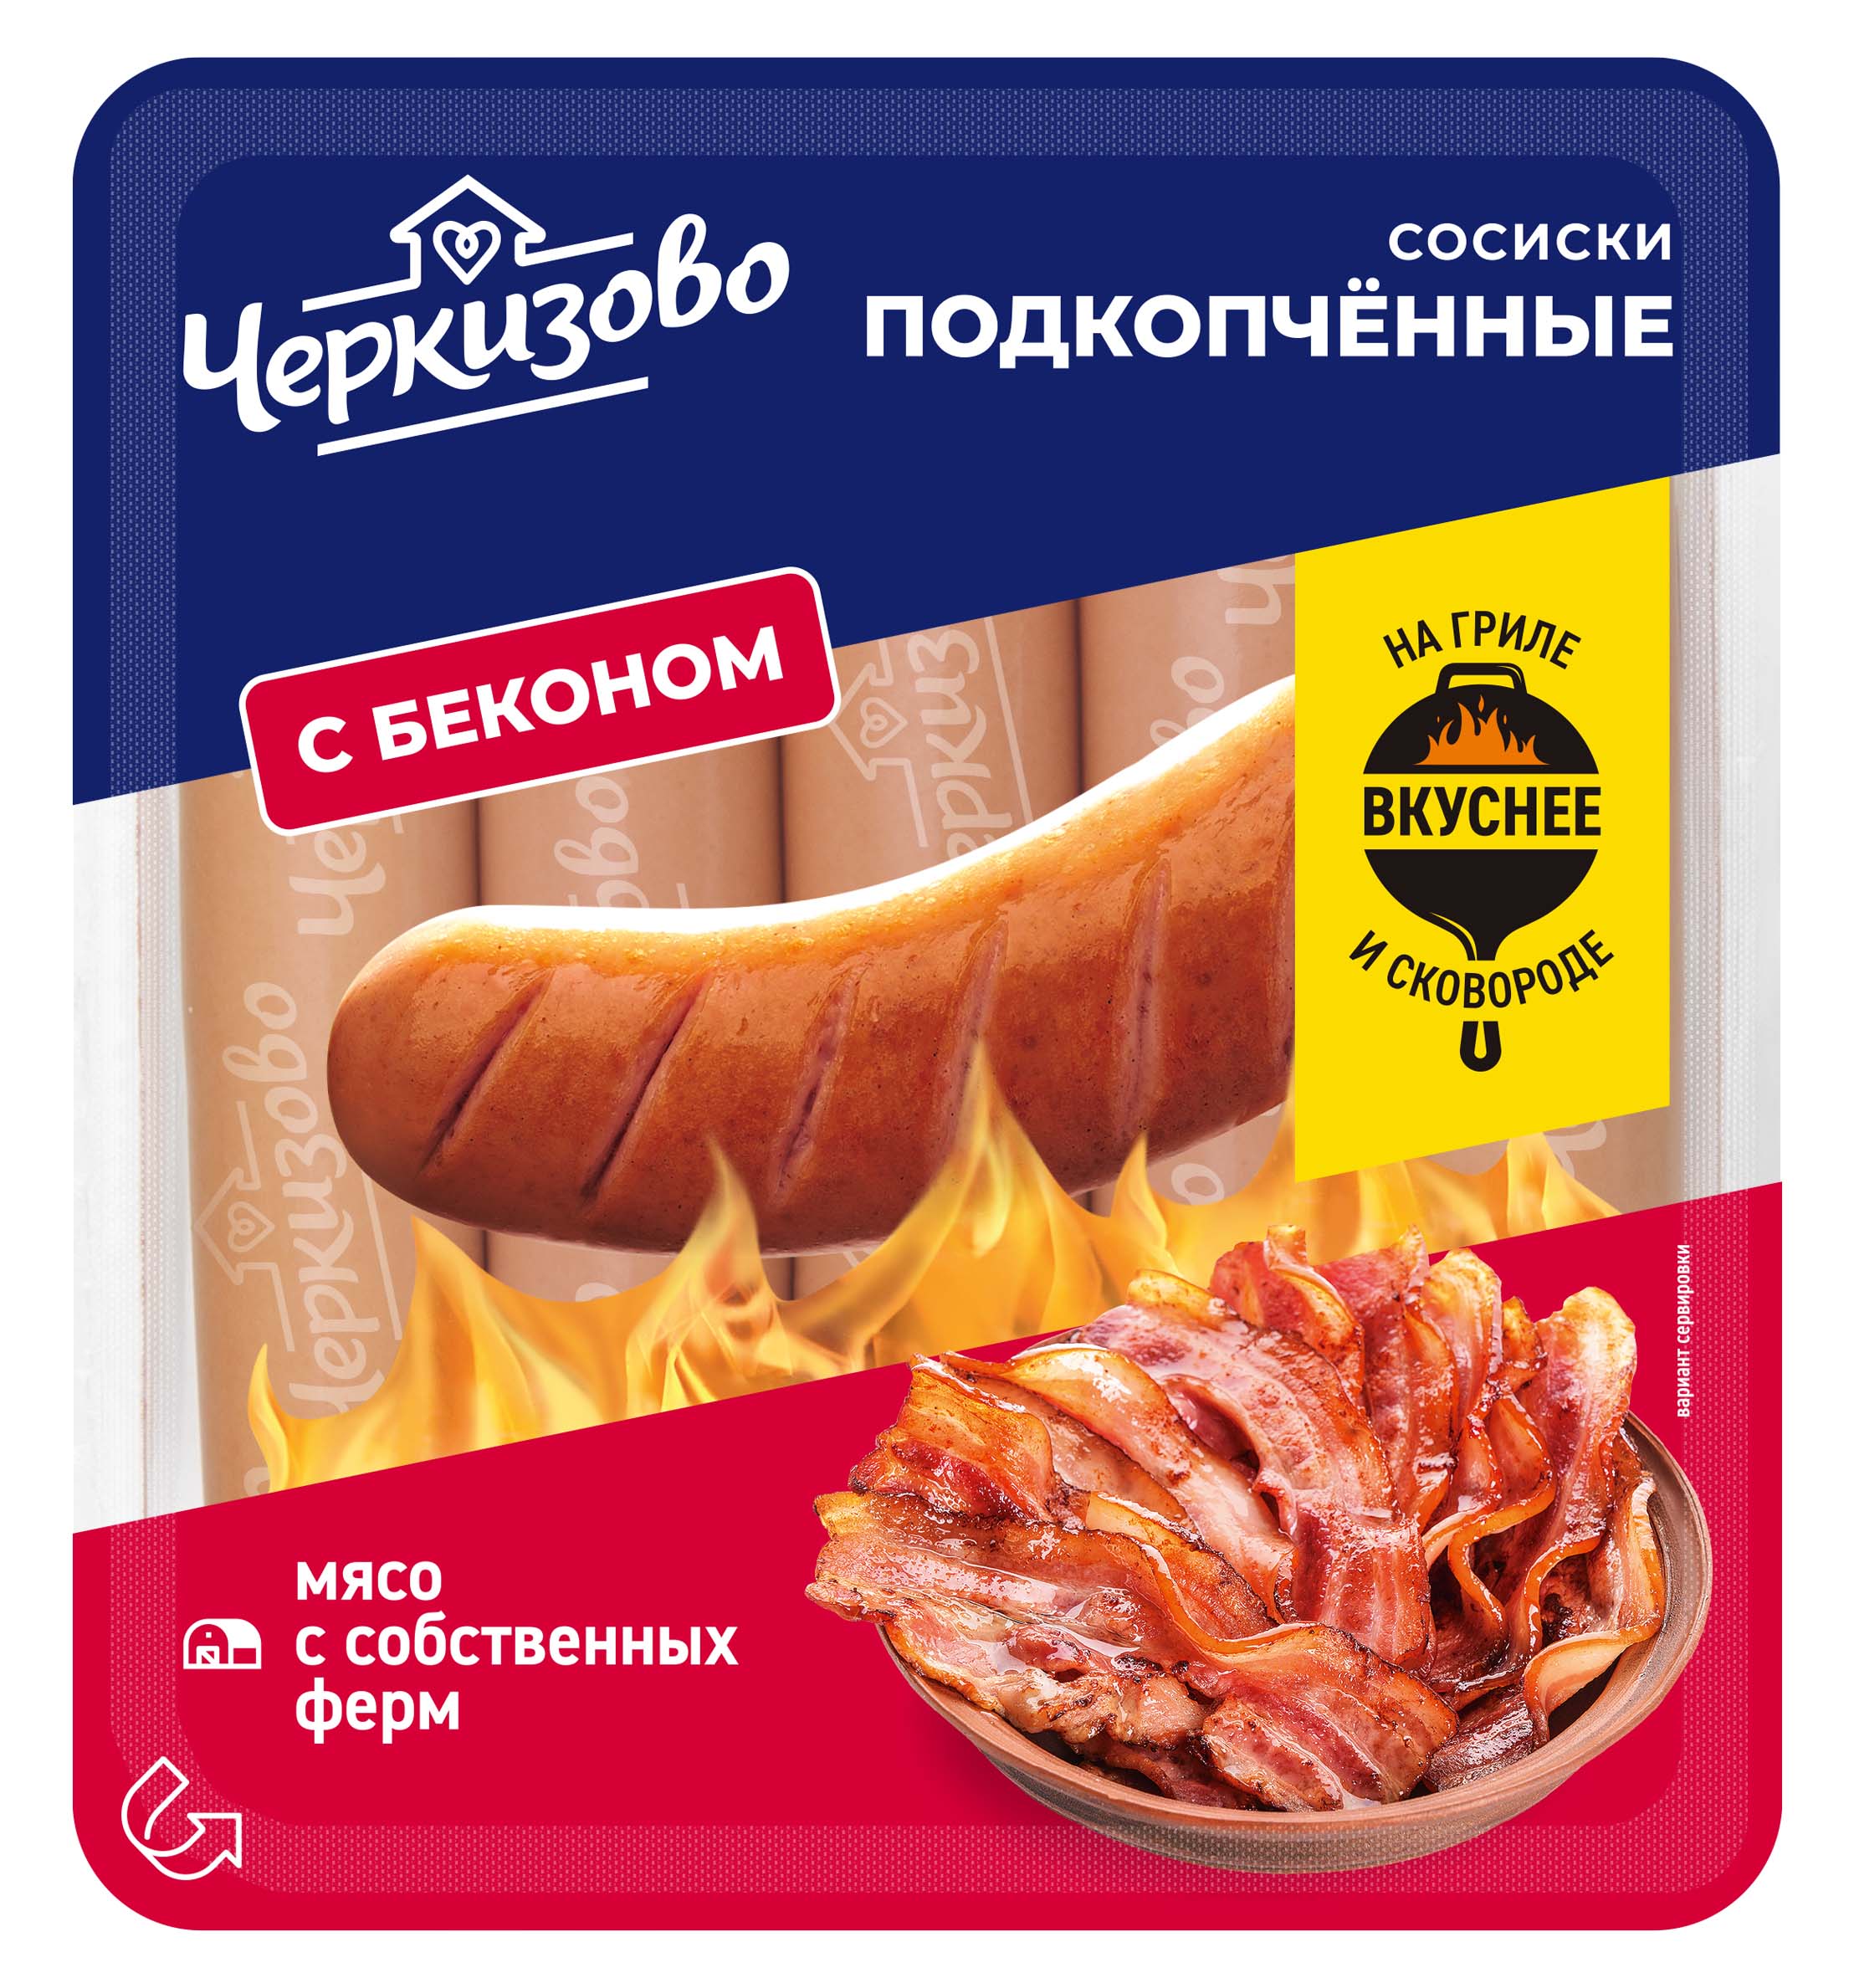 Черкизово
СОСИСКИ
ПОДКОПЧЁННЫЕ
С БЕКОНОМ
НА ГРИЛЕ
ВКУСНЕЕ
И СКОВОРОДЕ
вариант сервировки
мясо
с собственных
ферм